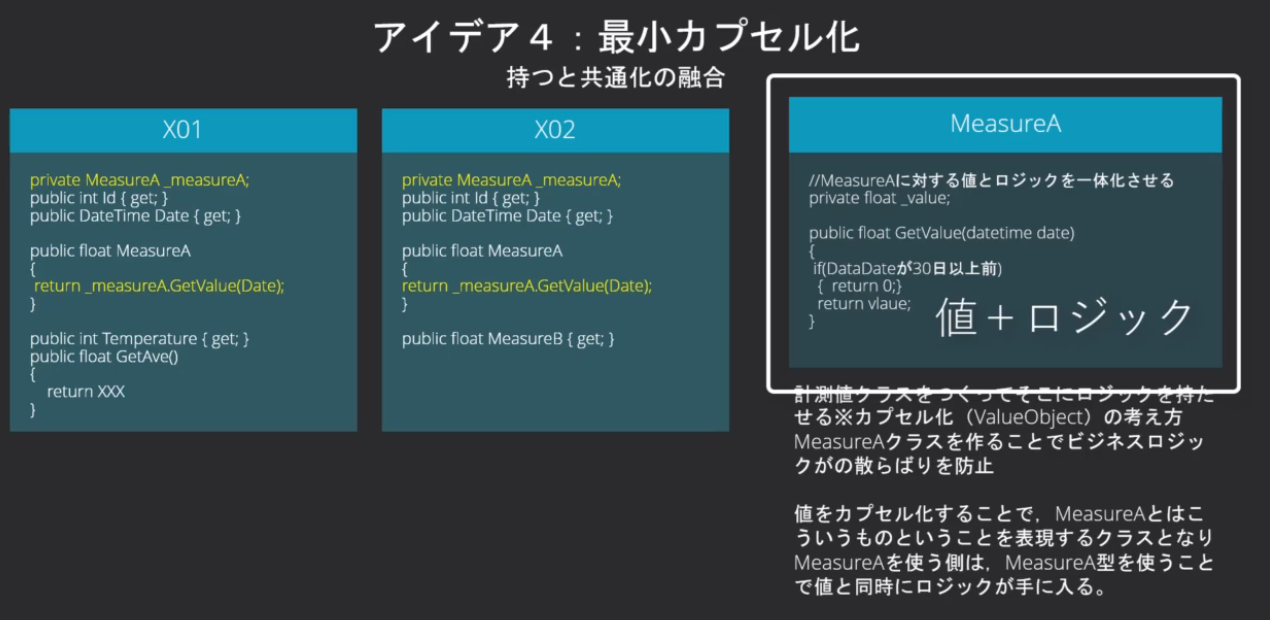 アイデア４：最小カプセル化
持つと共通化の融合
X01
private MeasureA _measureA;
public int Id { get; }
public DateTime Date { get; }
public float MeasureA
{
return _measureA.GetValue(Date);
}
public int Temperature { get; }
public float GetAve()
{
return XXX
}
X02
private MeasureA _measureA;
public int Id { get; }
public DateTime Date { get; }
public float MeasureA
{
return _measureA.GetValue(Date);
}
public float MeasureB { get; }
MeasureA
//MeasureAに対する値とロジックを一体化させる
private float _value;
public float GetValue(datetime date)
{
if(DataDateが30日以上前)
{ return 0;}
return vlaue;
}
値＋ロジック
計測値クラスをつくってそこにロジックを持た
せる※カプセル化（ValueObject）の考え方
MeasureAクラスを作ることでビジネスロジッ
クがの散らばりを防止
値をカプセル化することで，MeasureAとはこ
ういうものということを表現するクラスとなり
MeasureAを使う側は，MeasureA型を使うこと
で値と同時にロジックが手に入る。